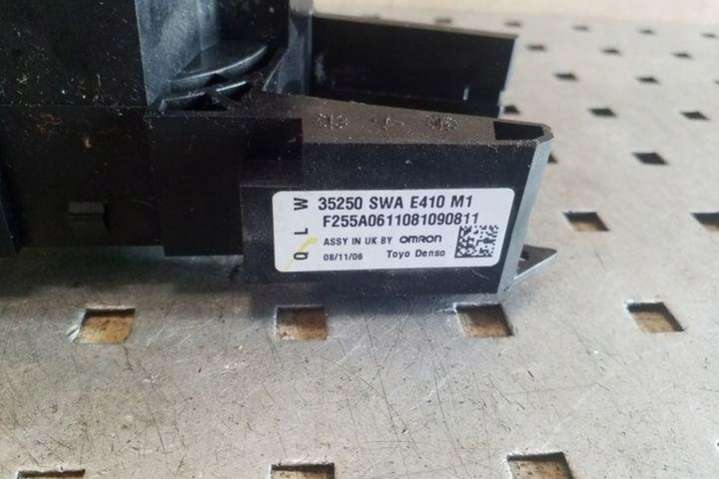 W
L
Q
35250 SWA E410 M1
F255A0611081090811
ASSY IN UK BY OMRON
08/11/06 Toyo Denso